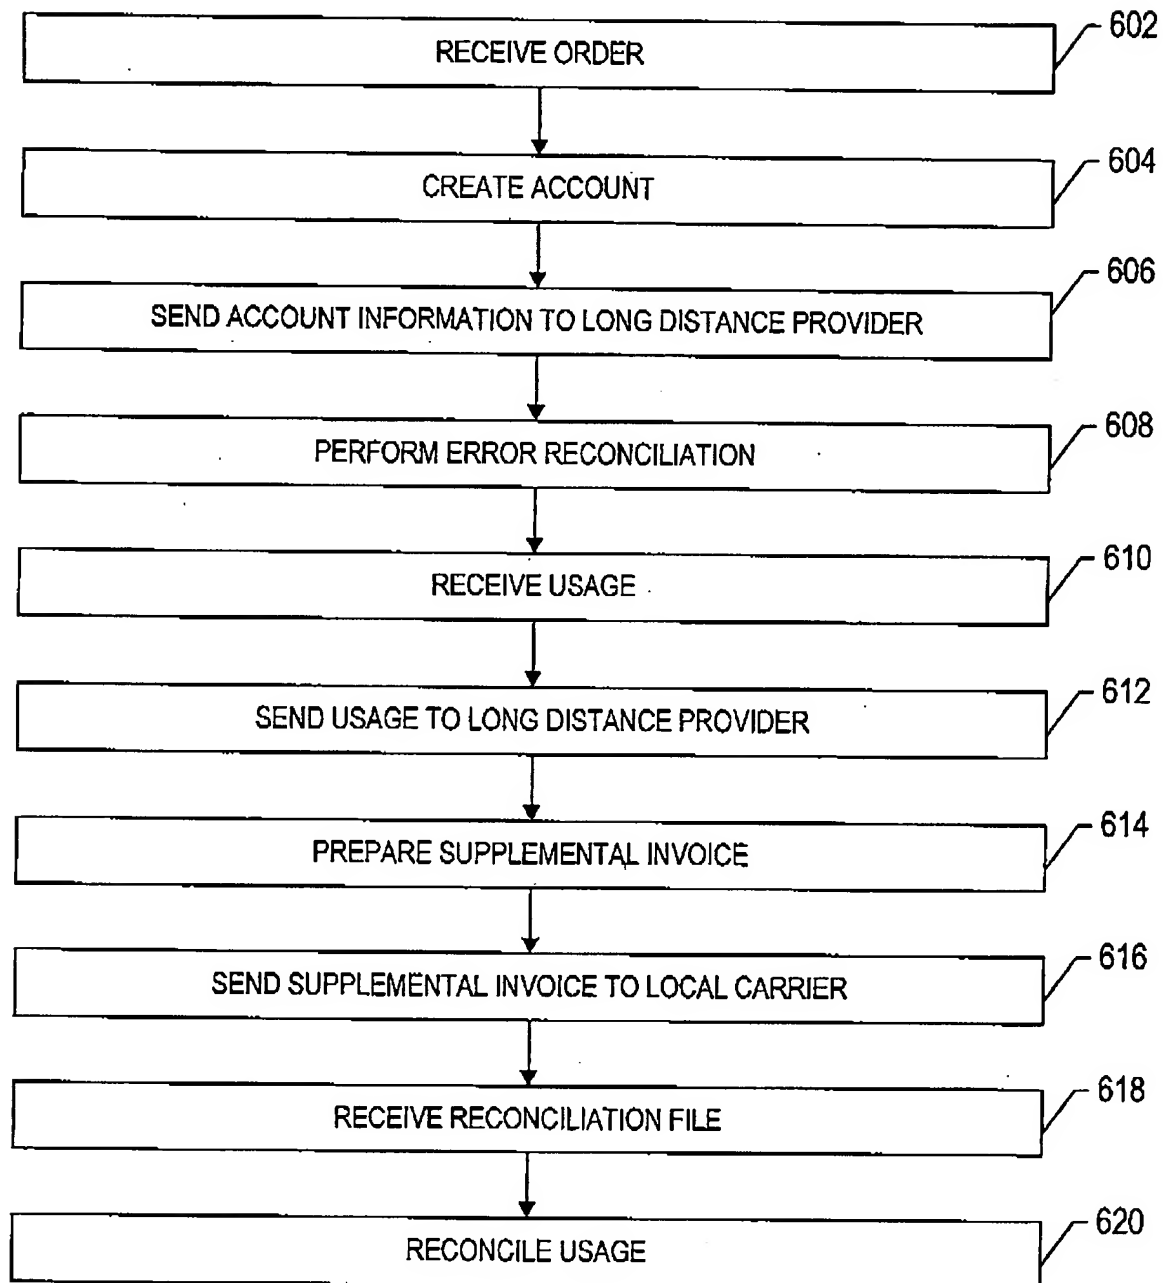 602
RECEIVE ORDER
604
CREATE ACCOUNT
606
SEND ACCOUNT INFORMATION TO LONG DISTANCE PROVIDER
608
PERFORM ERROR RECONCILIATION
610
RECEIVE USAGE
612
SEND USAGE TO LONG DISTANCE PROVIDER
614
PREPARE SUPPLEMENTAL INVOICE
616
SEND SUPPLEMENTAL INVOICE TO LOCAL CARRIER
618
RECEIVE RECONCILIATION FILE
620
RECONCILE USAGE